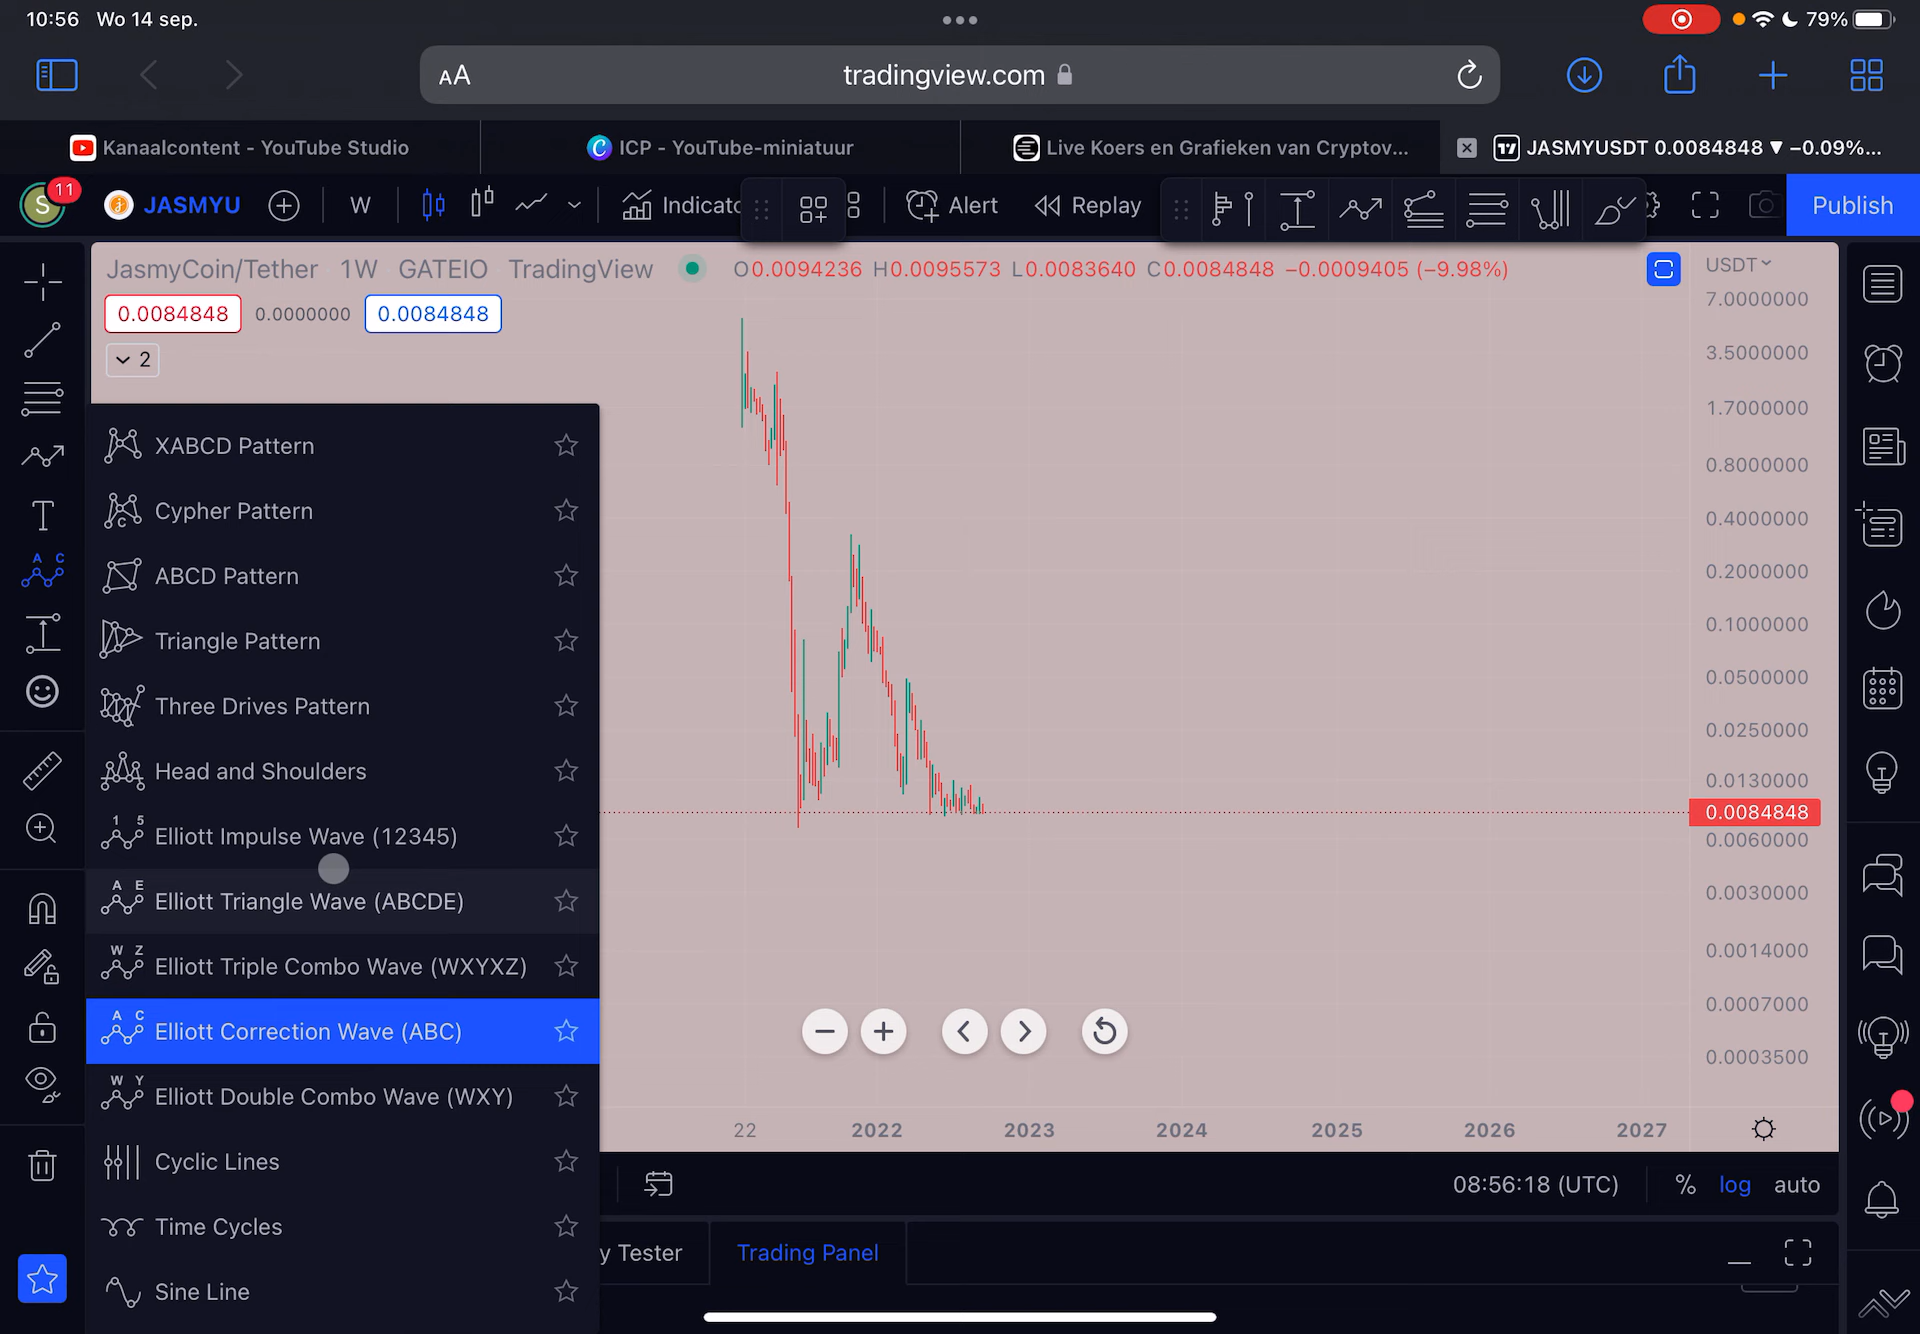 10:56 Wo 14 sep.
79%
AA
tradingview.com
Kanaalcontent - YouTube Studio
ICP - YouTube-miniatuur
Live Koers en Grafieken van Cryptov...
JASMYUSDT 0.0084848 ▼ −0.09%...
S
11
JASMYU
W
Indicato
Alert
Replay
Publish
JasmyCoin/Tether 1W GATEIO TradingView
O0.0094236 H0.0095573 L0.0083640 C0.0084848 −0.0009405 (−9.98%)
USDT
0.0084848
0.0000000
0.0084848
2
7.0000000
3.5000000
1.7000000
0.8000000
0.4000000
0.2000000
0.1000000
0.0500000
0.0250000
0.0130000
0.0084848
0.0060000
0.0030000
0.0014000
0.0007000
0.0003500
XABCD Pattern
Cypher Pattern
ABCD Pattern
Triangle Pattern
Three Drives Pattern
Head and Shoulders
Elliott Impulse Wave (12345)
Elliott Triangle Wave (ABCDE)
Elliott Triple Combo Wave (WXYXZ)
Elliott Correction Wave (ABC)
Elliott Double Combo Wave (WXY)
Cyclic Lines
Time Cycles
Sine Line
22
2022
2023
2024
2025
2026
2027
08:56:18 (UTC)
%
log
auto
y Tester
Trading Panel